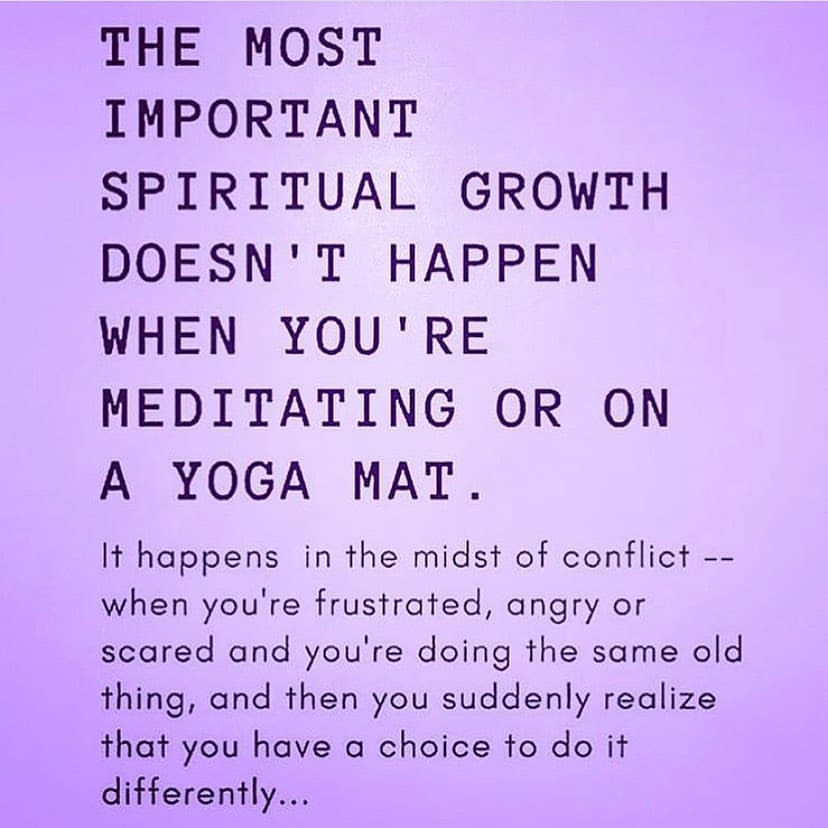 THE MOST
IMPORTANT
SPIRITUAL GROWTH
DOESN'T HAPPEN
WHEN YOU'RE
MEDITATING OR ON
A YOGA MAT.
It happens  in the midst of conflict --
when you're frustrated, angry or
scared and you're doing the same old
thing, and then you suddenly realize
that you have a choice to do it
differently...